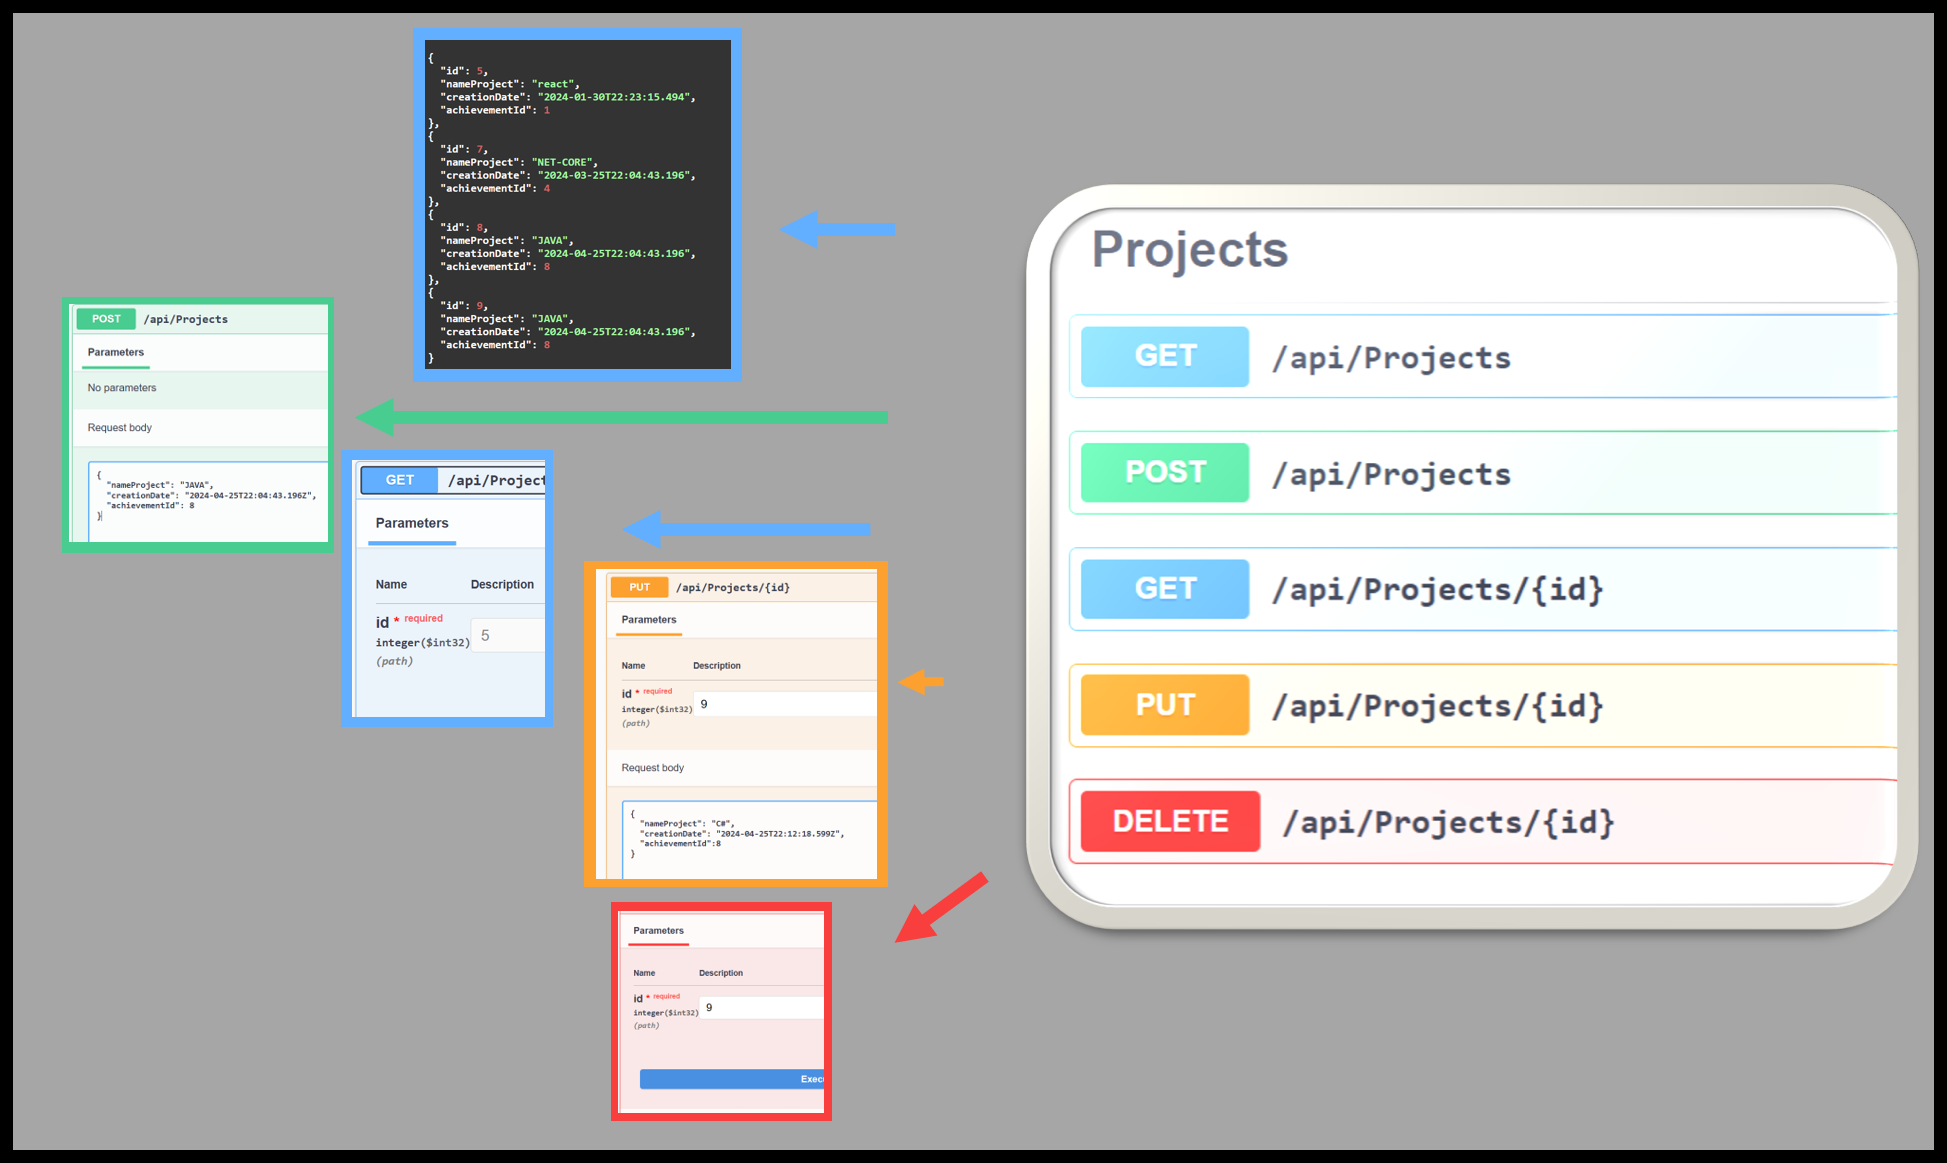 {
"id": 5,
"nameProject": "react",
"creationDate": "2024-01-30T22:23:15.494",
"achievementId": 1
},
{
"id": 7,
"nameProject": "NET-CORE",
"creationDate": "2024-03-25T22:04:43.196",
"achievementId": 4
},
{
"id": 8,
"nameProject": "JAVA",
"creationDate": "2024-04-25T22:04:43.196",
"achievementId": 8
},
{
"id": 9,
"nameProject": "JAVA",
"creationDate": "2024-04-25T22:04:43.196",
"achievementId": 8
}
POST /api/Projects
Parameters
No parameters
Request body
{
"nameProject": "JAVA",
"creationDate": "2024-04-25T22:04:43.196Z",
"achievementId": 8
}
GET /api/Project
Parameters
Name Description
id * required
integer($int32) 5
(path)
PUT /api/Projects/{id}
Parameters
Name Description
id * required
integer($int32) 9
(path)
Request body
{
"nameProject": "C#",
"creationDate": "2024-04-25T22:12:18.599Z",
"achievementId":8
}
Parameters
Name Description
id * required
integer($int32) 9
(path)
Exec
Projects
GET /api/Projects
POST /api/Projects
GET /api/Projects/{id}
PUT /api/Projects/{id}
DELETE /api/Projects/{id}